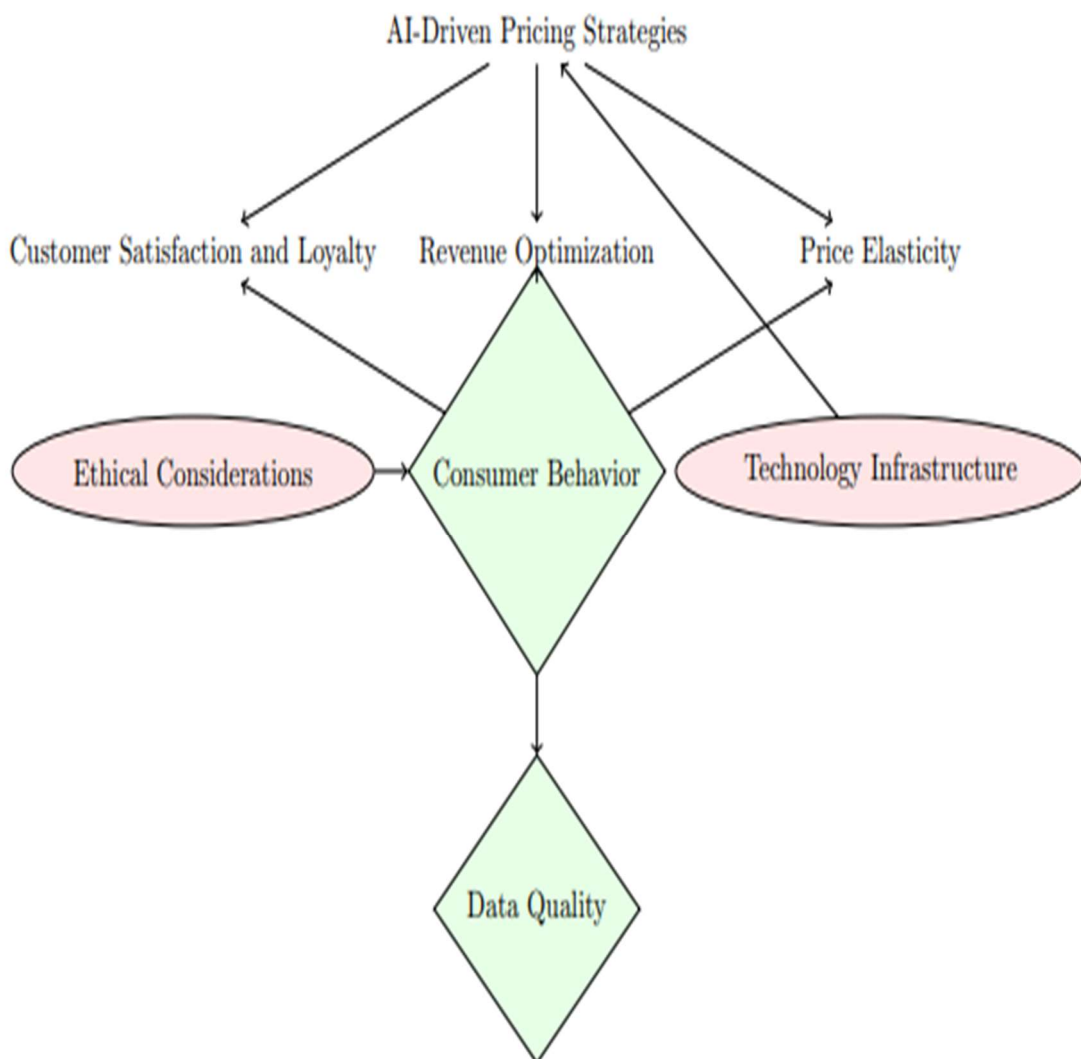 AI-Driven Pricing Strategies
Customer Satisfaction and Loyalty
Revenue Optimization
Price Elasticity
Ethical Considerations
Consumer Behavior
Technology Infrastructure
Data Quality